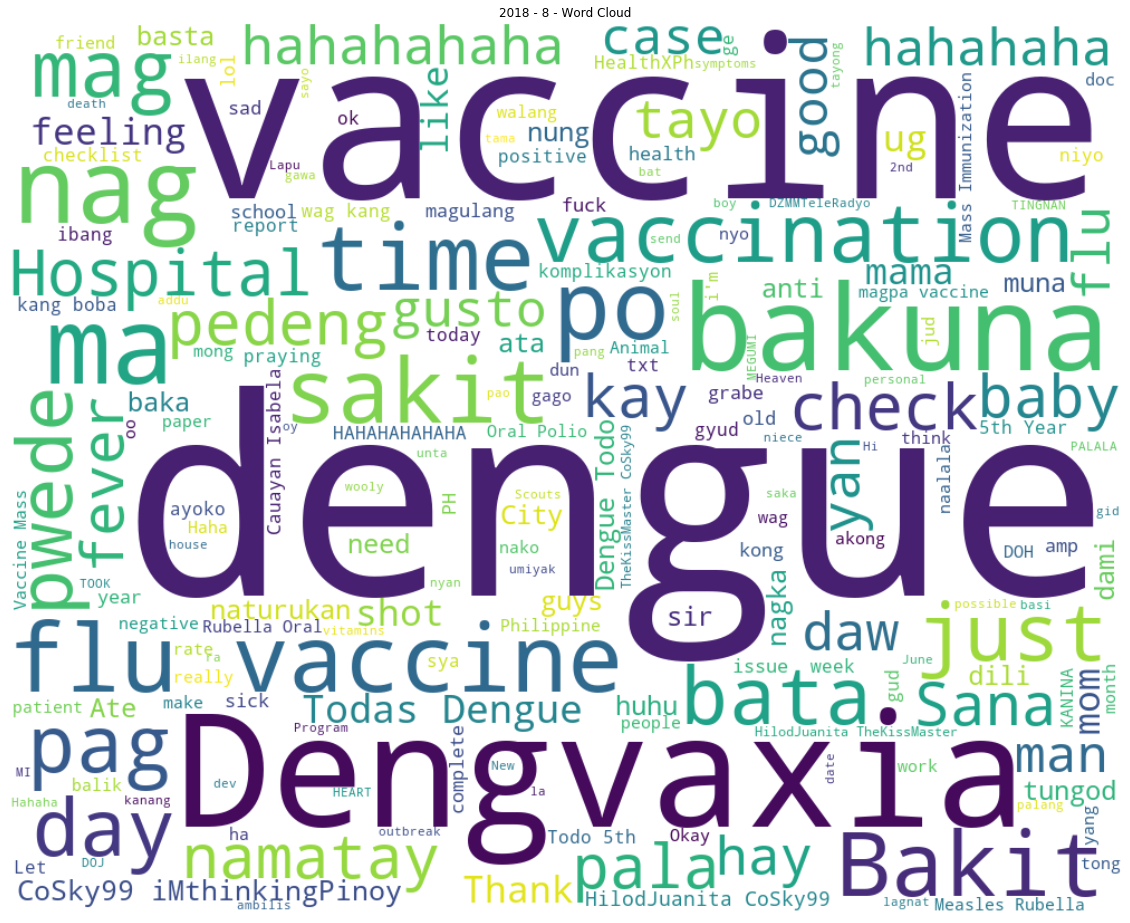 2018 - 8 - Word Cloud
friend
basta
hahahahaha
case
ge
hahahaha
mag
ilang
lol
sayo
vaccine
HealthXPh
symptoms
good
tayong
doc
death
sad
ok
like
walang
tayo
feeling
nung
tama
positive
health
ug
Mass Immunization
niyo
checklist
Lapu
gawa
bat
2nd
nag
school
wag kang
magulang
fuck
boy
DZMMTeleRadyo
TINGNAN
ibang
report
time
vaccination
send
nyo
flu
Hospital
komplikasyon
mama
muna
kang boba
addu
pedeng
gusto
po
soul
i'm
anti
magpa vaccine
ma
today
ata
Animal
bakuna
jud
mong
praying
pang
txt
MEGUMI
sakit
dun
Heaven
personal
pwede
fever
baka
Cauayan Isabela
pao
gago
kay
grabe
check
baby
oo
paper
oy
HAHAHAHAHAHA
Oral Polio
old
5th Year
gyud
niece
Hi
think
PALALA
unta
dengue
Dengue Todo
TheKissMaster CoSky99
yan
naalalak
Vaccine Mass
ayoko
wooly
PH
Scouts
saka
wag
gid
Haha
City
akong
house
need
nako
kong
DOH
amp
umiyak
dami
TOOK
year
nyan
nagka
naturukan
shot
guys
sir
possible
basi
negative
Rubella Oral
vitamins
Philippine
just
flu vaccine
daw
rate
ra
sya
issue
week
June
dili
really
month
patient
Ate
make
sick
Todas Dengue
huhu
bata
gud
Sana
KANINA
mom
people
pag
Program
HilodJuanita TheKissMaster
MI
Dengvaxia
complete
New
date
man
balik
dev
HEART
la
work
tungod
Hahaha
kanang
palang
day
ha
outbreak
Todo 5th
Okay
yang
Let
DOJ
namatay
pala
hay
Bakit
tong
CoSky99 iMthinkingPinoy
Thank
HilodJuanita CoSky99
lagnat
Measles Rubella
ambilis